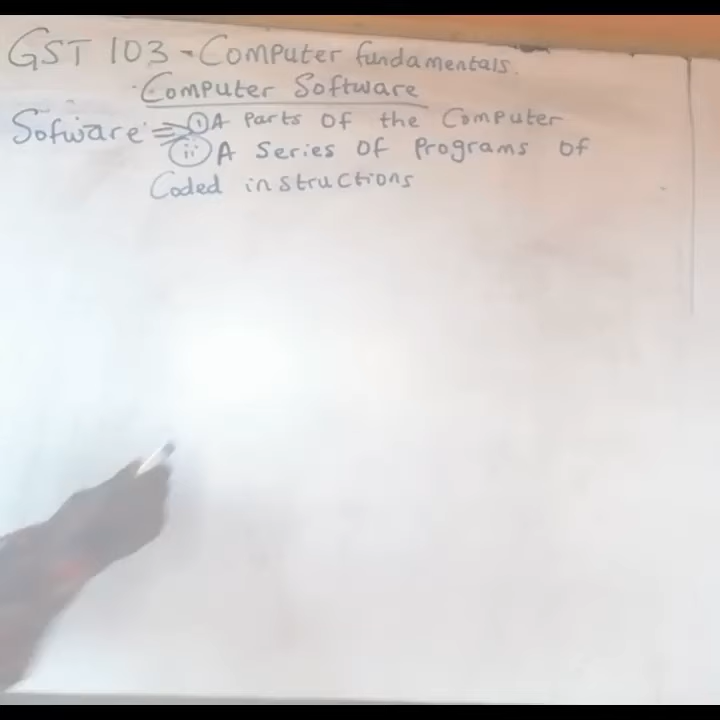 GST 103 - Computer fundamentals.
Computer Software
Sofware ⇒ (i) A Parts of the Computer
(ii) A Series of Programs of
Coded instructions